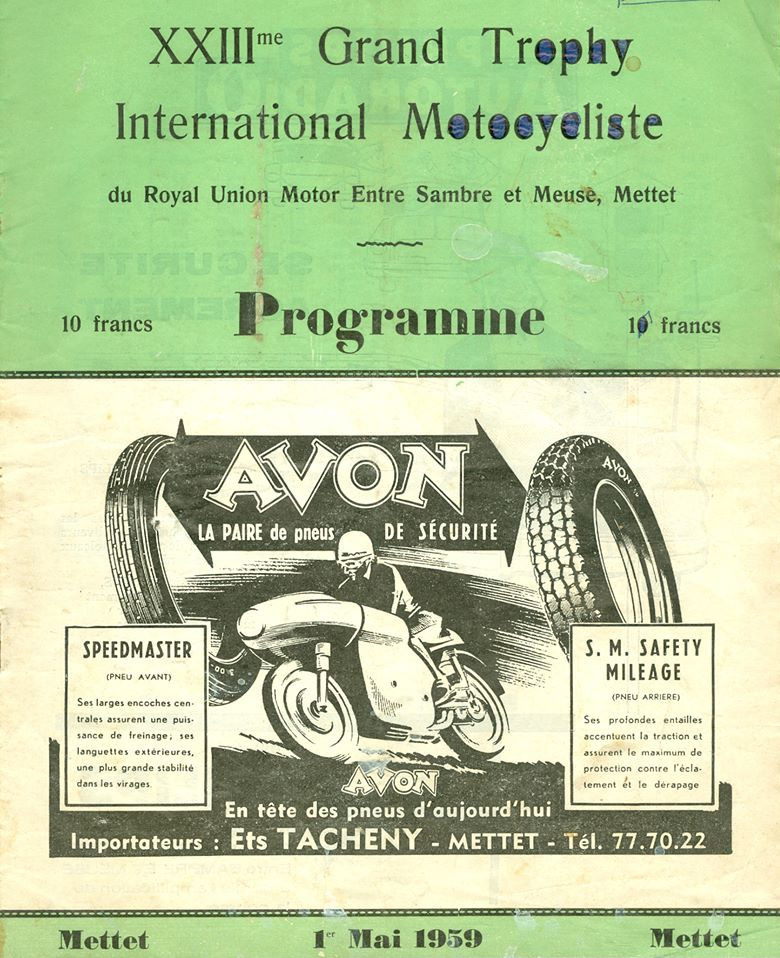 XXIIIme Grand Trophy
International Motocycliste
du Royal Union Motor Entre Sambre et Meuse, Mettet
10 francs Programme 10 francs
AVON
LA PAIRE de pneus DE SÉCURITÉ
AVON
SPEEDMASTER
(PNEU AVANT)
Ses larges encoches cen-
trales assurent une puis-
sance de freinage; ses
languettes extérieures,
une plus grande stabilité
dans les virages.
3.00
S. M. SAFETY
MILEAGE
(PNEU ARRIERE)
Ses profondes entailles
accentuent la traction et
assurent le maximum de
protection contre l'écla-
tement et le dérapage
AVON
En tête des pneus d'aujourd'hui
Importateurs : Ets TACHENY - METTET - Tél. 77.70.22
Mettet 1er Mai 1959 Mettet